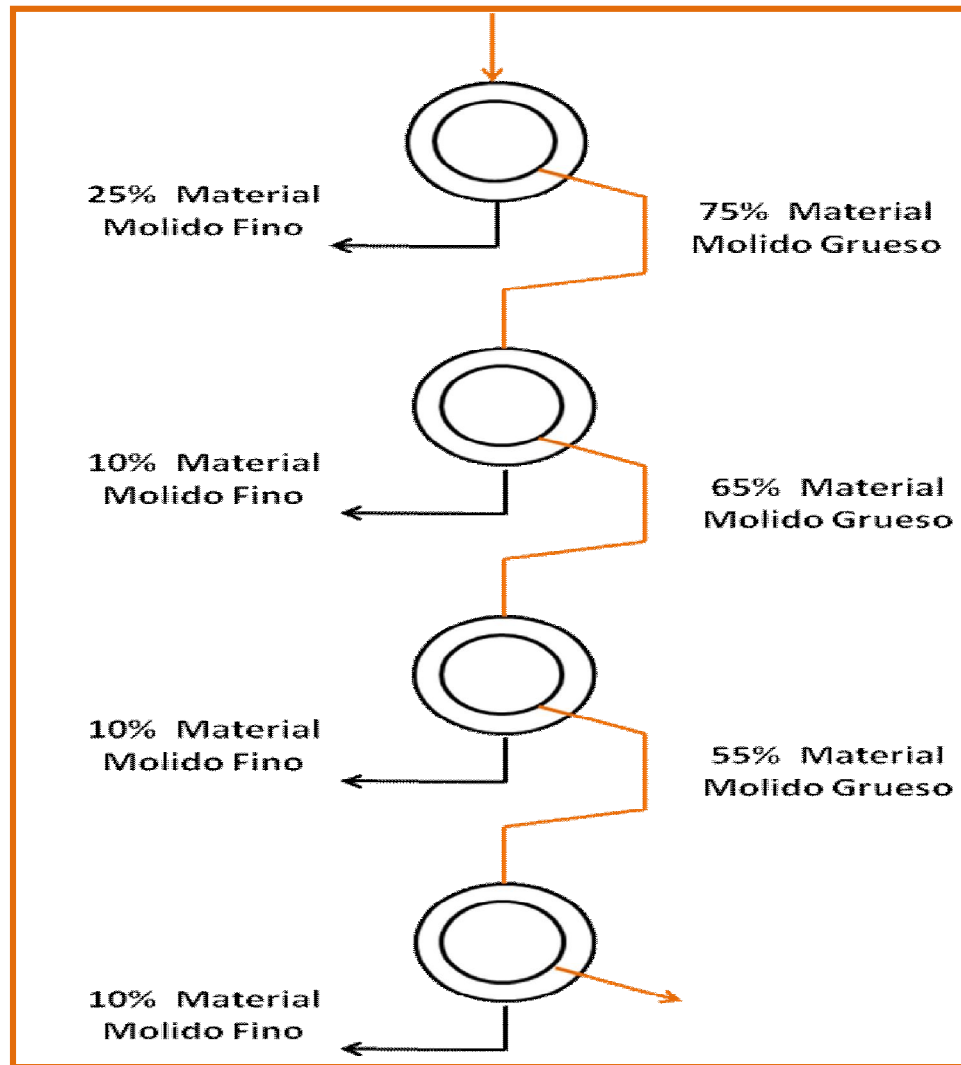 25% Material
Molido Fino
75% Material
Molido Grueso
10% Material
Molido Fino
65% Material
Molido Grueso
10% Material
Molido Fino
55% Material
Molido Grueso
10% Material
Molido Fino